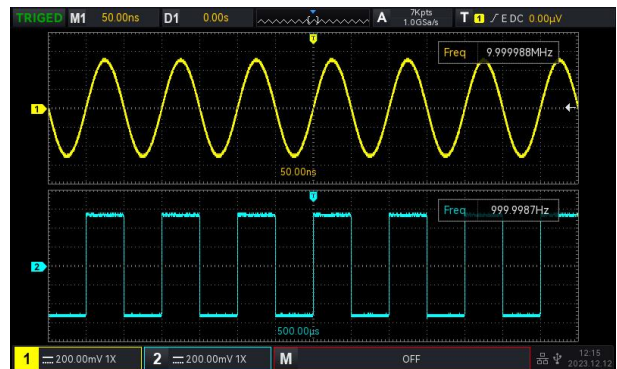 TRIGED M1 50.00ns D1 0.00s A 7Kpts 1.0GSa/s T 1 EDC 0.00μV
T
Freq 9.999988MHz
1
50.00ns
T
Freq 999.9987Hz
2
500.00μs
1 200.00mV 1X 2 200.00mV 1X M OFF 12:15
2023.12.12